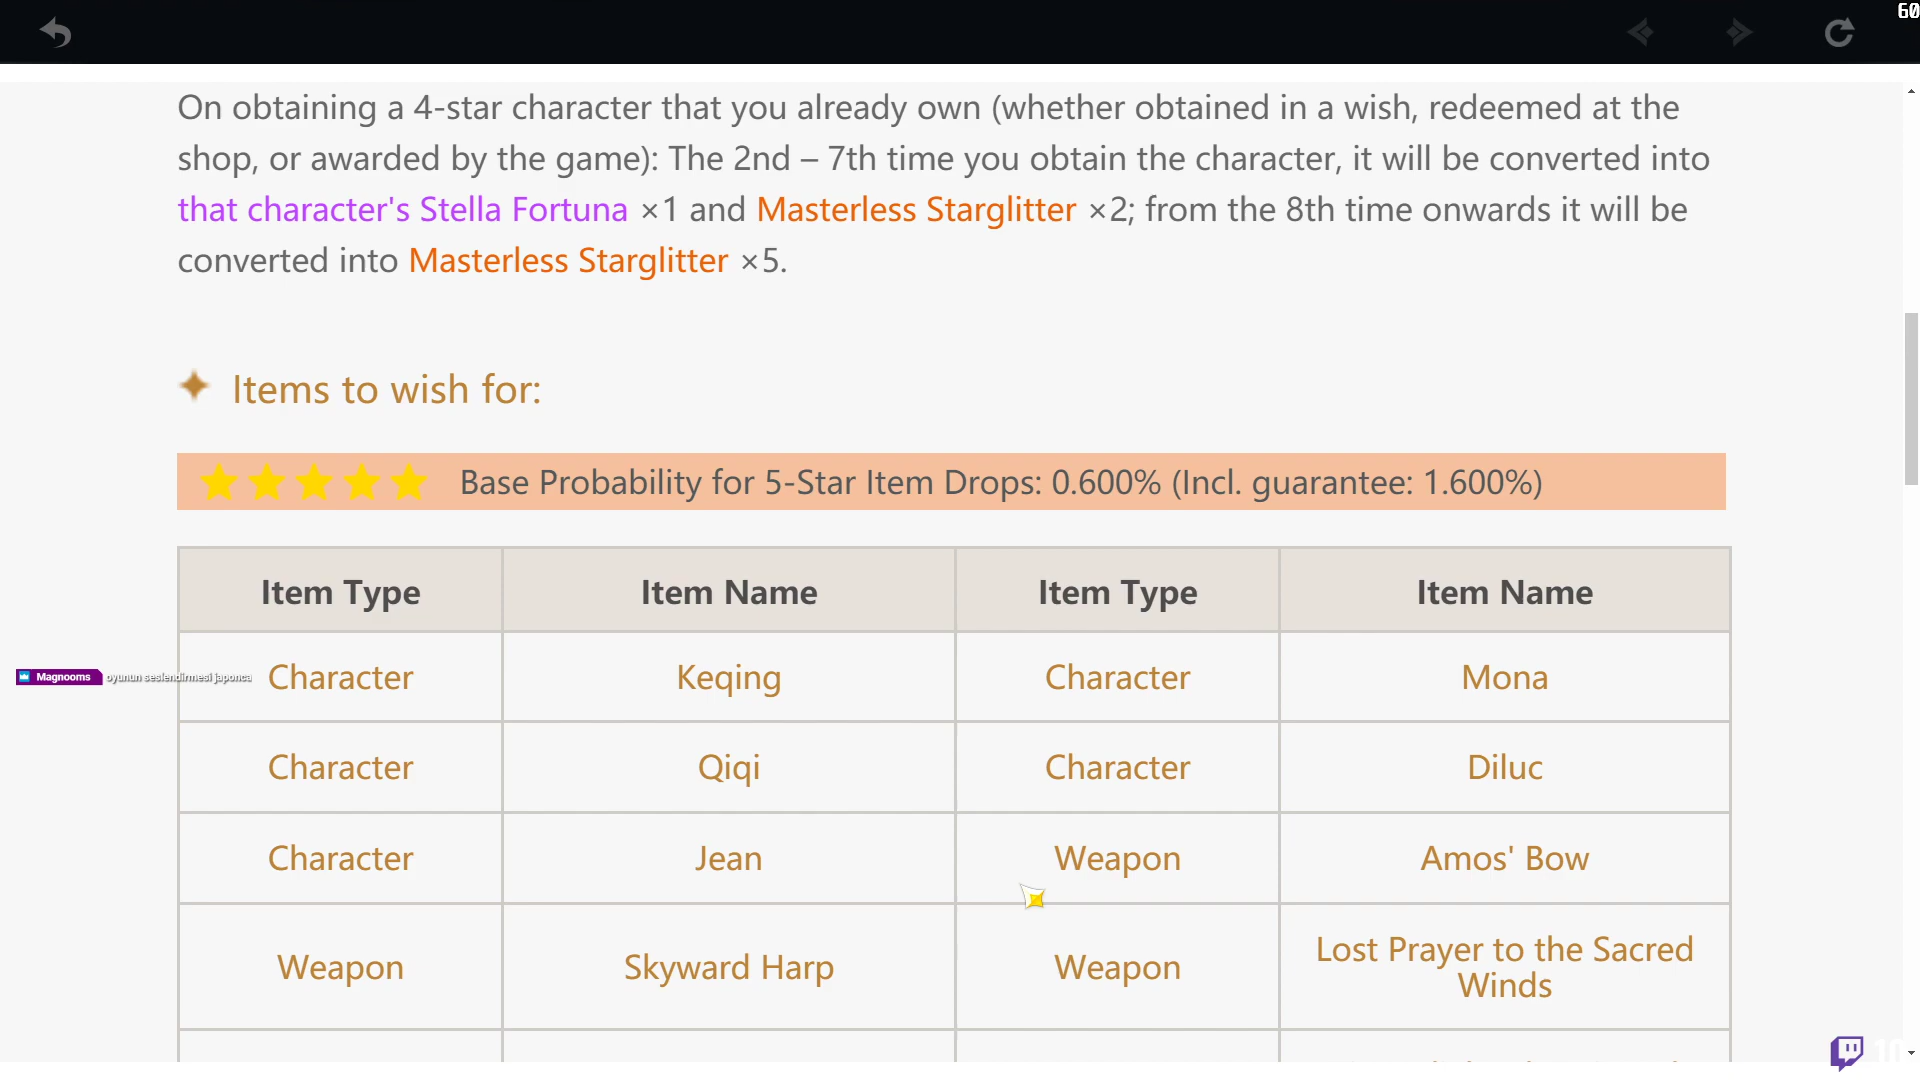 60
On obtaining a 4-star character that you already own (whether obtained in a wish, redeemed at the
shop, or awarded by the game): The 2nd – 7th time you obtain the character, it will be converted into
that character's Stella Fortuna ×1 and Masterless Starglitter ×2; from the 8th time onwards it will be
converted into Masterless Starglitter ×5.
Items to wish for:
Base Probability for 5-Star Item Drops: 0.600% (Incl. guarantee: 1.600%)
Item Type Item Name Item Type Item Name
Magnooms oyunun seslendirmesi japonca
Character Keqing Character Mona
Character Qiqi Character Diluc
Character Jean Weapon Amos' Bow
Weapon Skyward Harp Weapon Lost Prayer to the Sacred
Winds